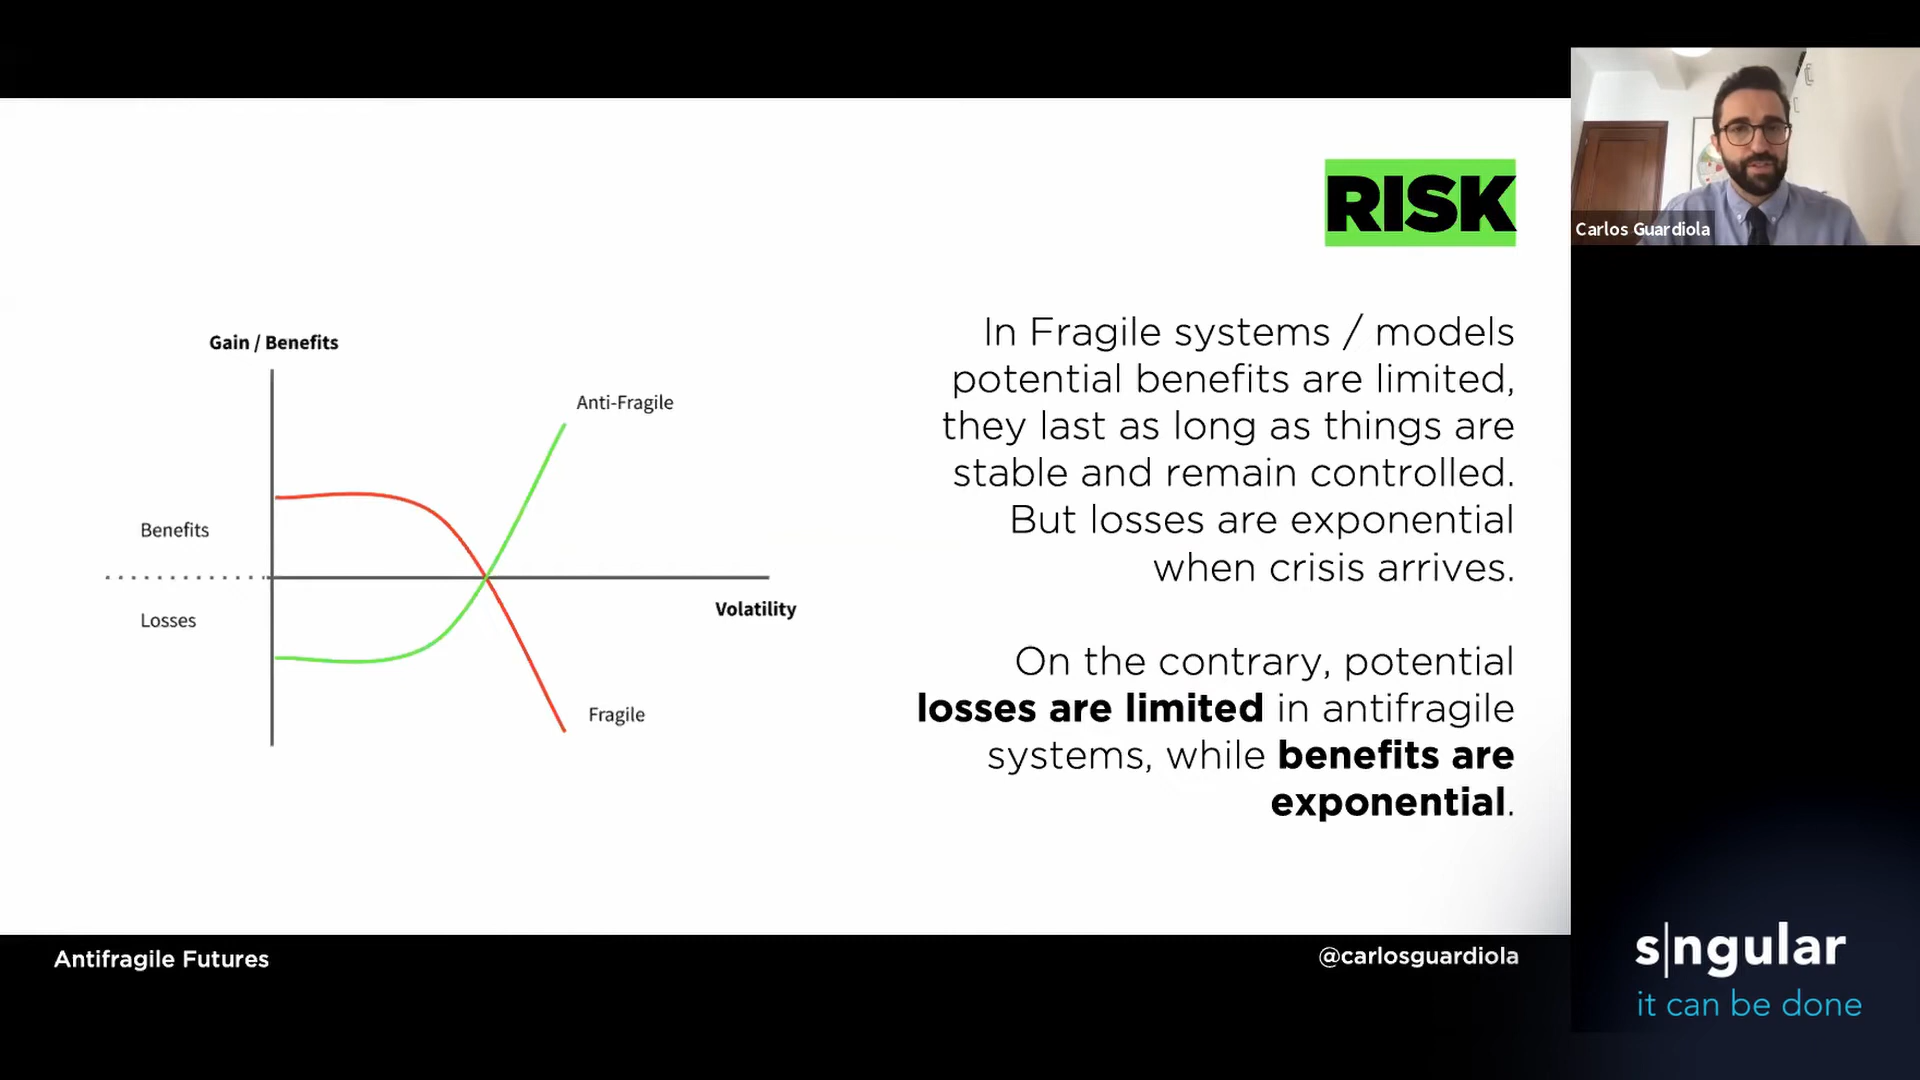 RISK
Carlos Guardiola
In Fragile systems / models
potential benefits are limited,
they last as long as things are
stable and remain controlled.
But losses are exponential
when crisis arrives.
On the contrary, potential
losses are limited in antifragile
systems, while benefits are
exponential.
Gain / Benefits
Anti-Fragile
Benefits
Volatility
Losses
Fragile
Antifragile Futures
@carlosguardiola
s|ngular
it can be done